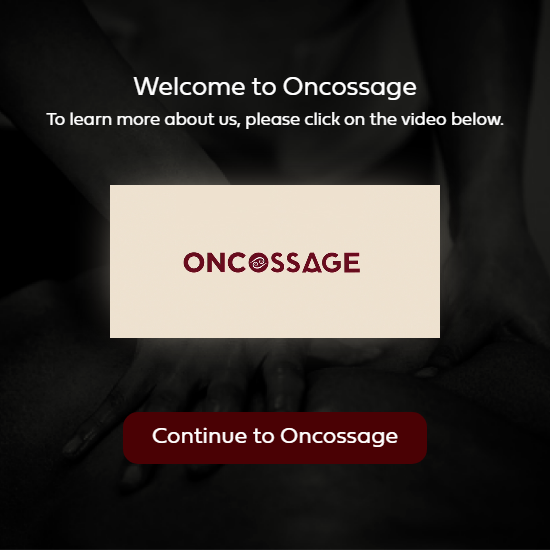 Welcome to Oncossage
To learn more about us, please click on the video below.
ONCOSSAGE
Continue to Oncossage